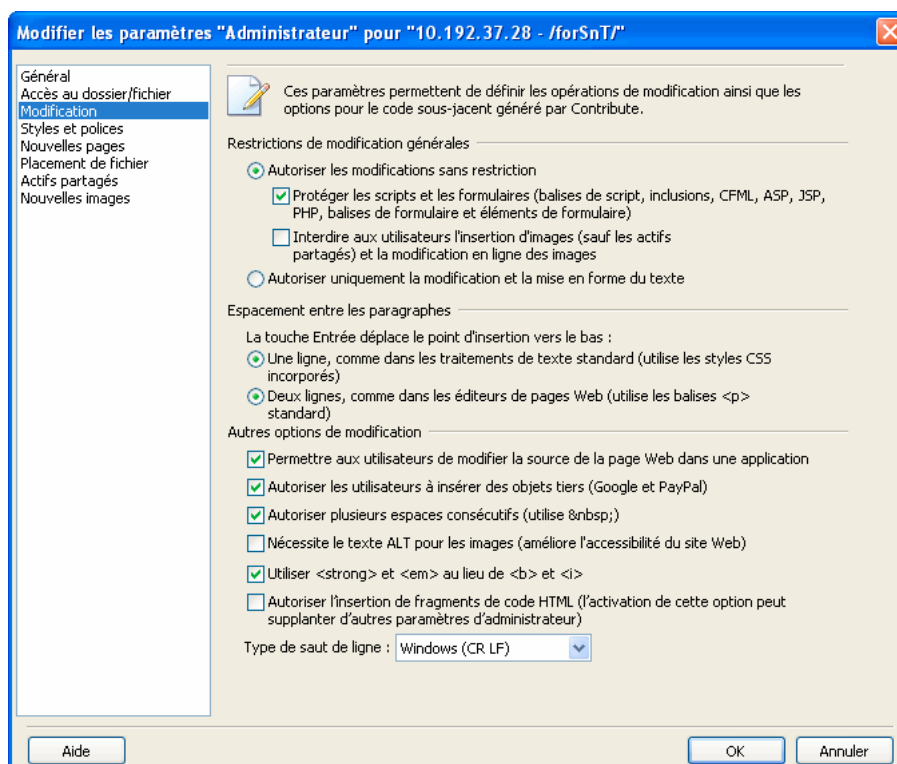 Modifier les paramètres "Administrateur" pour "10.192.37.28 - /forSnT/"
Général
Accès au dossier/fichier
Modification
Styles et polices
Nouvelles pages
Placement de fichier
Actifs partagés
Nouvelles images
Ces paramètres permettent de définir les opérations de modification ainsi que les
options pour le code sous-jacent généré par Contribute.
Restrictions de modification générales
Autoriser les modifications sans restriction
Protéger les scripts et les formulaires (balises de script, inclusions, CFML, ASP, JSP,
PHP, balises de formulaire et éléments de formulaire)
Interdire aux utilisateurs l'insertion d'images (sauf les actifs
partagés) et la modification en ligne des images
Autoriser uniquement la modification et la mise en forme du texte
Espacement entre les paragraphes
La touche Entrée déplace le point d'insertion vers le bas :
Une ligne, comme dans les traitements de texte standard (utilise les styles CSS
incorporés)
Deux lignes, comme dans les éditeurs de pages Web (utilise les balises <p>
standard)
Autres options de modification
Permettre aux utilisateurs de modifier la source de la page Web dans une application
Autoriser les utilisateurs à insérer des objets tiers (Google et PayPal)
Autoriser plusieurs espaces consécutifs (utilise &nbsp;)
Nécessite le texte ALT pour les images (améliore l'accessibilité du site Web)
Utiliser <strong> et <em> au lieu de <b> et <i>
Autoriser l'insertion de fragments de code HTML (l'activation de cette option peut
supplanter d'autres paramètres d'administrateur)
Type de saut de ligne : Windows (CR LF)
Aide OK Annuler